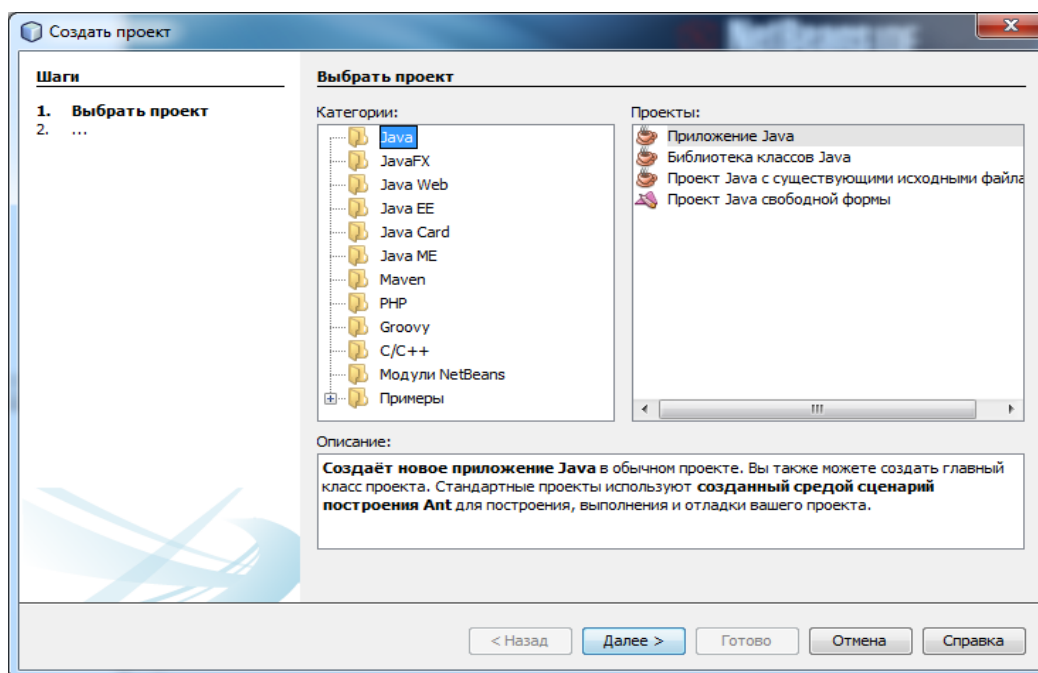 Создать проект
NetBeans IDE
Шаги
1. Выбрать проект
2. ...
Выбрать проект
Категории:
Java
JavaFX
Java Web
Java EE
Java Card
Java ME
Maven
PHP
Groovy
C/C++
Модули NetBeans
Примеры
Проекты:
Приложение Java
Библиотека классов Java
Проект Java с существующими исходными файла
Проект Java свободной формы
Описание:
Создаёт новое приложение Java в обычном проекте. Вы также можете создать главный
класс проекта. Стандартные проекты используют созданный средой сценарий
построения Ant для построения, выполнения и отладки вашего проекта.
< Назад
Далее >
Готово
Отмена
Справка